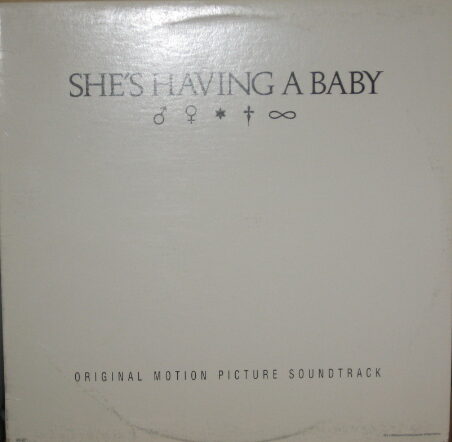 SHE'S HAVING A BABY
♂ ♀ * † ∞
ORIGINAL MOTION PICTURE SOUNDTRACK